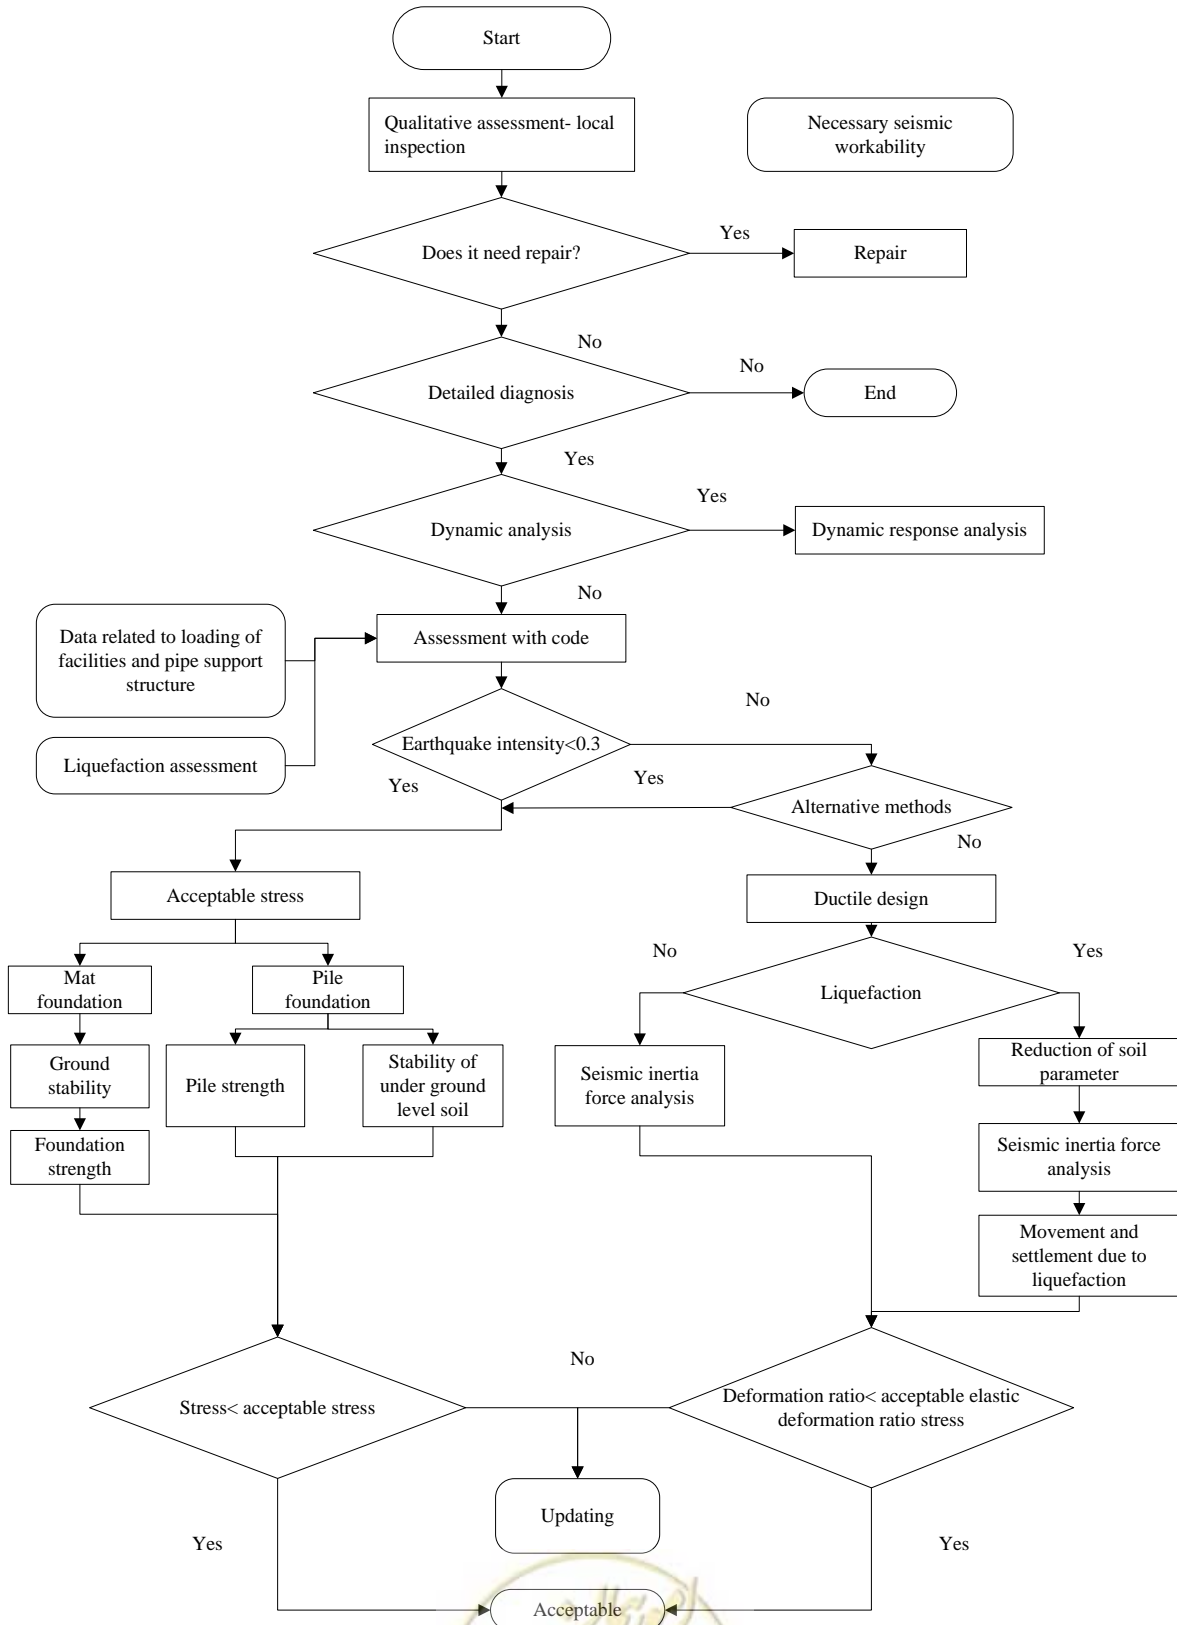 Start
Qualitative assessment- local
inspection
Necessary seismic
workability
Does it need repair?
Yes
Repair
No
Detailed diagnosis
No
End
Yes
Dynamic analysis
Yes
Dynamic response analysis
No
Data related to loading of
facilities and pipe support
structure
Assessment with code
Liquefaction assessment
Earthquake intensity<0.3
No
Yes
Yes
Alternative methods
No
Acceptable stress
Ductile design
Mat
foundation
Pile
foundation
No
Liquefaction
Yes
Ground
stability
Pile strength
Stability of
under ground
level soil
Seismic inertia
force analysis
Reduction of soil
parameter
Foundation
strength
Seismic inertia force
analysis
Movement and
settlement due to
liquefaction
Stress< acceptable stress
No
Deformation ratio< acceptable elastic
deformation ratio stress
Updating
Yes
Yes
Acceptable